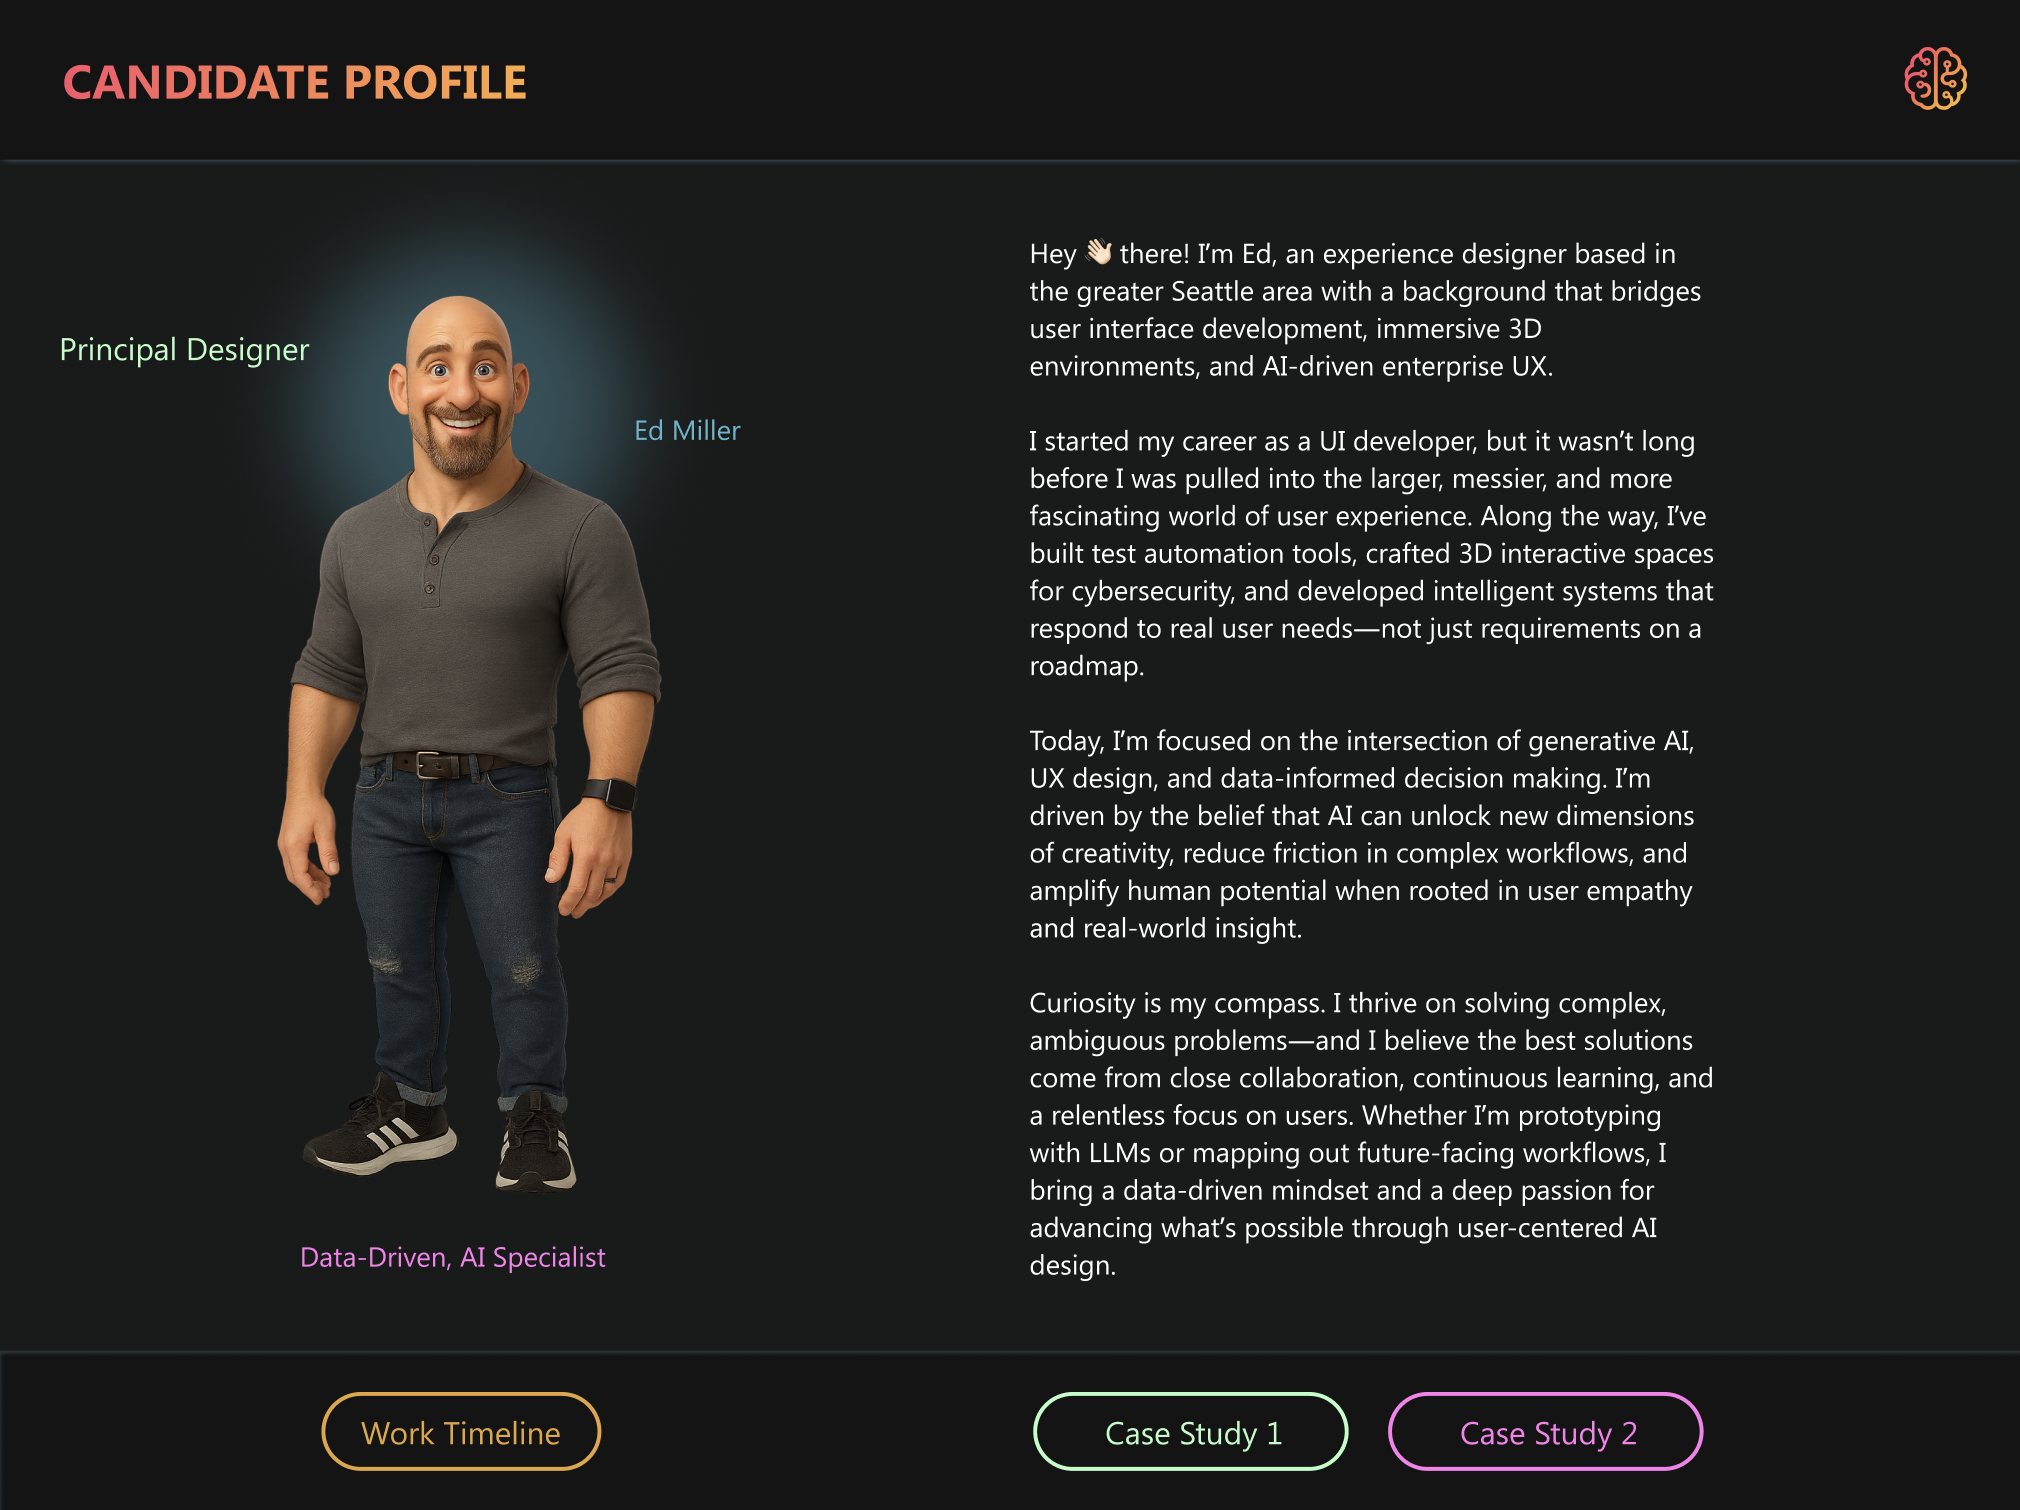 CANDIDATE PROFILE
Principal Designer
Ed Miller
Data-Driven, AI Specialist
Hey 👋🏻 there! I’m Ed, an experience designer based in
the greater Seattle area with a background that bridges
user interface development, immersive 3D
environments, and AI-driven enterprise UX.
I started my career as a UI developer, but it wasn’t long
before I was pulled into the larger, messier, and more
fascinating world of user experience. Along the way, I’ve
built test automation tools, crafted 3D interactive spaces
for cybersecurity, and developed intelligent systems that
respond to real user needs—not just requirements on a
roadmap.
Today, I’m focused on the intersection of generative AI,
UX design, and data-informed decision making. I’m
driven by the belief that AI can unlock new dimensions
of creativity, reduce friction in complex workflows, and
amplify human potential when rooted in user empathy
and real-world insight.
Curiosity is my compass. I thrive on solving complex,
ambiguous problems—and I believe the best solutions
come from close collaboration, continuous learning, and
a relentless focus on users. Whether I’m prototyping
with LLMs or mapping out future-facing workflows, I
bring a data-driven mindset and a deep passion for
advancing what’s possible through user-centered AI
design.
Work Timeline
Case Study 1
Case Study 2